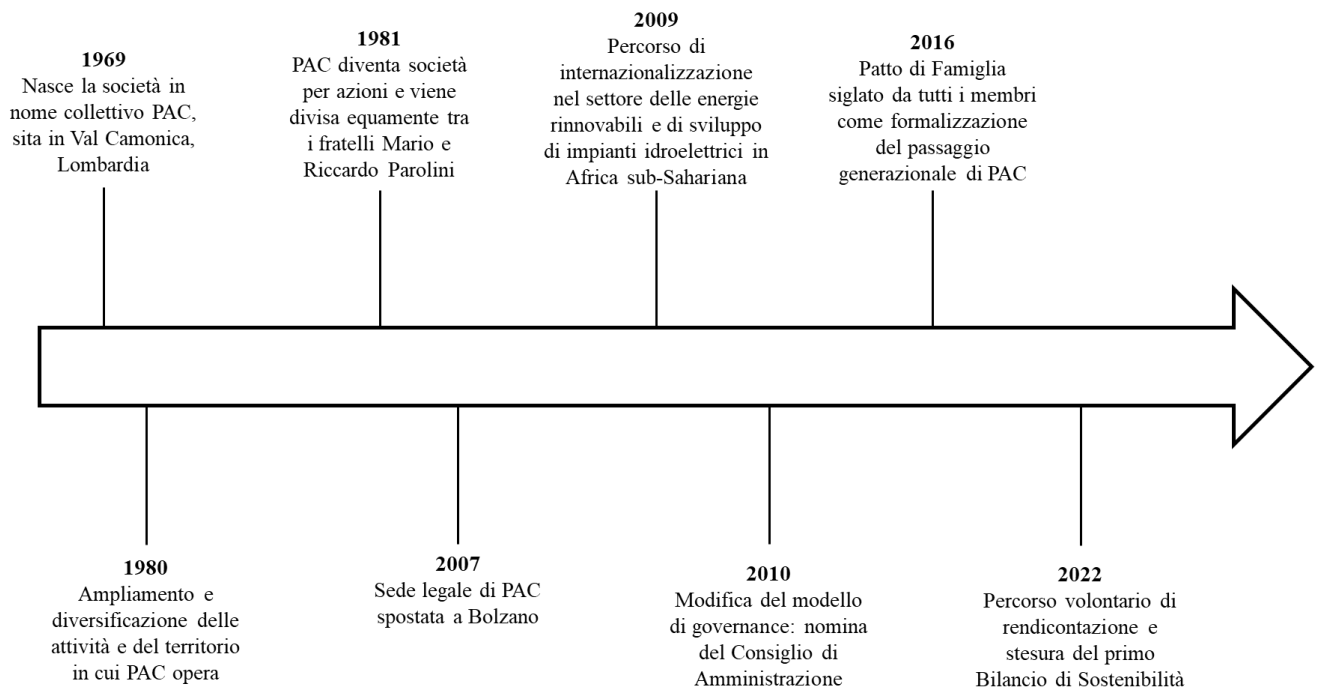 1969
Nasce la società in
nome collettivo PAC,
sita in Val Camonica,
Lombardia
1981
PAC diventa società
per azioni e viene
divisa equamente tra
i fratelli Mario e
Riccardo Parolini
2009
Percorso di
internazionalizzazione
nel settore delle energie
rinnovabili e di sviluppo
di impianti idroelettrici in
Africa sub-Sahariana
2016
Patto di Famiglia
siglato da tutti i membri
come formalizzazione
del passaggio
generazionale di PAC
1980
Ampliamento e
diversificazione delle
attività e del territorio
in cui PAC opera
2007
Sede legale di PAC
spostata a Bolzano
2010
Modifica del modello
di governance: nomina
del Consiglio di
Amministrazione
2022
Percorso volontario di
rendicontazione e
stesura del primo
Bilancio di Sostenibilità